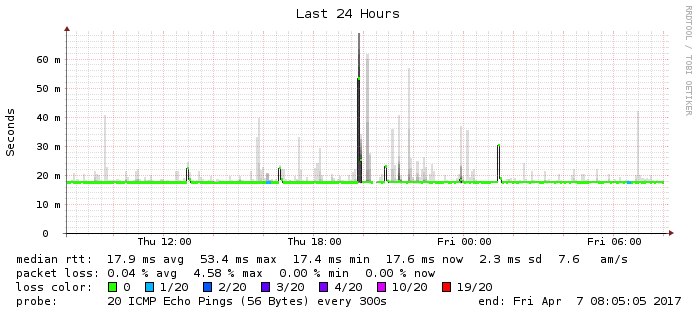 Last 24 Hours
RRDTOOL / TOBI OETIKER
Seconds
60 m
50 m
40 m
30 m
20 m
10 m
0
Thu 12:00 Thu 18:00 Fri 00:00 Fri 06:00
median rtt: 17.9 ms avg 53.4 ms max 17.4 ms min 17.6 ms now 2.3 ms sd 7.6 am/s
packet loss: 0.04 % avg 4.58 % max 0.00 % min 0.00 % now
loss color: 0 1/20 2/20 3/20 4/20 10/20 19/20
probe: 20 ICMP Echo Pings (56 Bytes) every 300s end: Fri Apr 7 08:05:05 2017